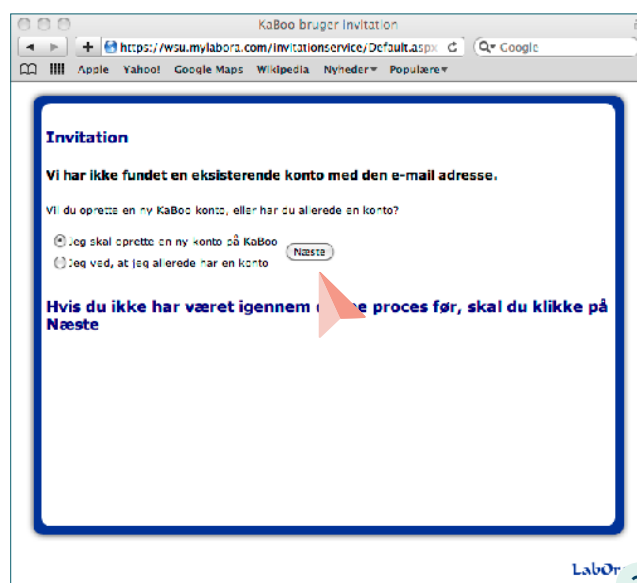 KaBoo bruger invitation
https://wsu.mylabora.com/invitationservice/Default.aspx
Google
Apple Yahoo! Google Maps Wikipedia Nyheder Populære
Invitation
Vi har ikke fundet en eksisterende konto med den e-mail adresse.
Vil du oprette en ny KaBoo konto, eller har du allerede en konto?
Jeg skal oprette en ny konto på KaBoo
Næste
Jeg ved, at jeg allerede har en konto
Hvis du ikke har været igennem proces før, skal du klikke på
Næste